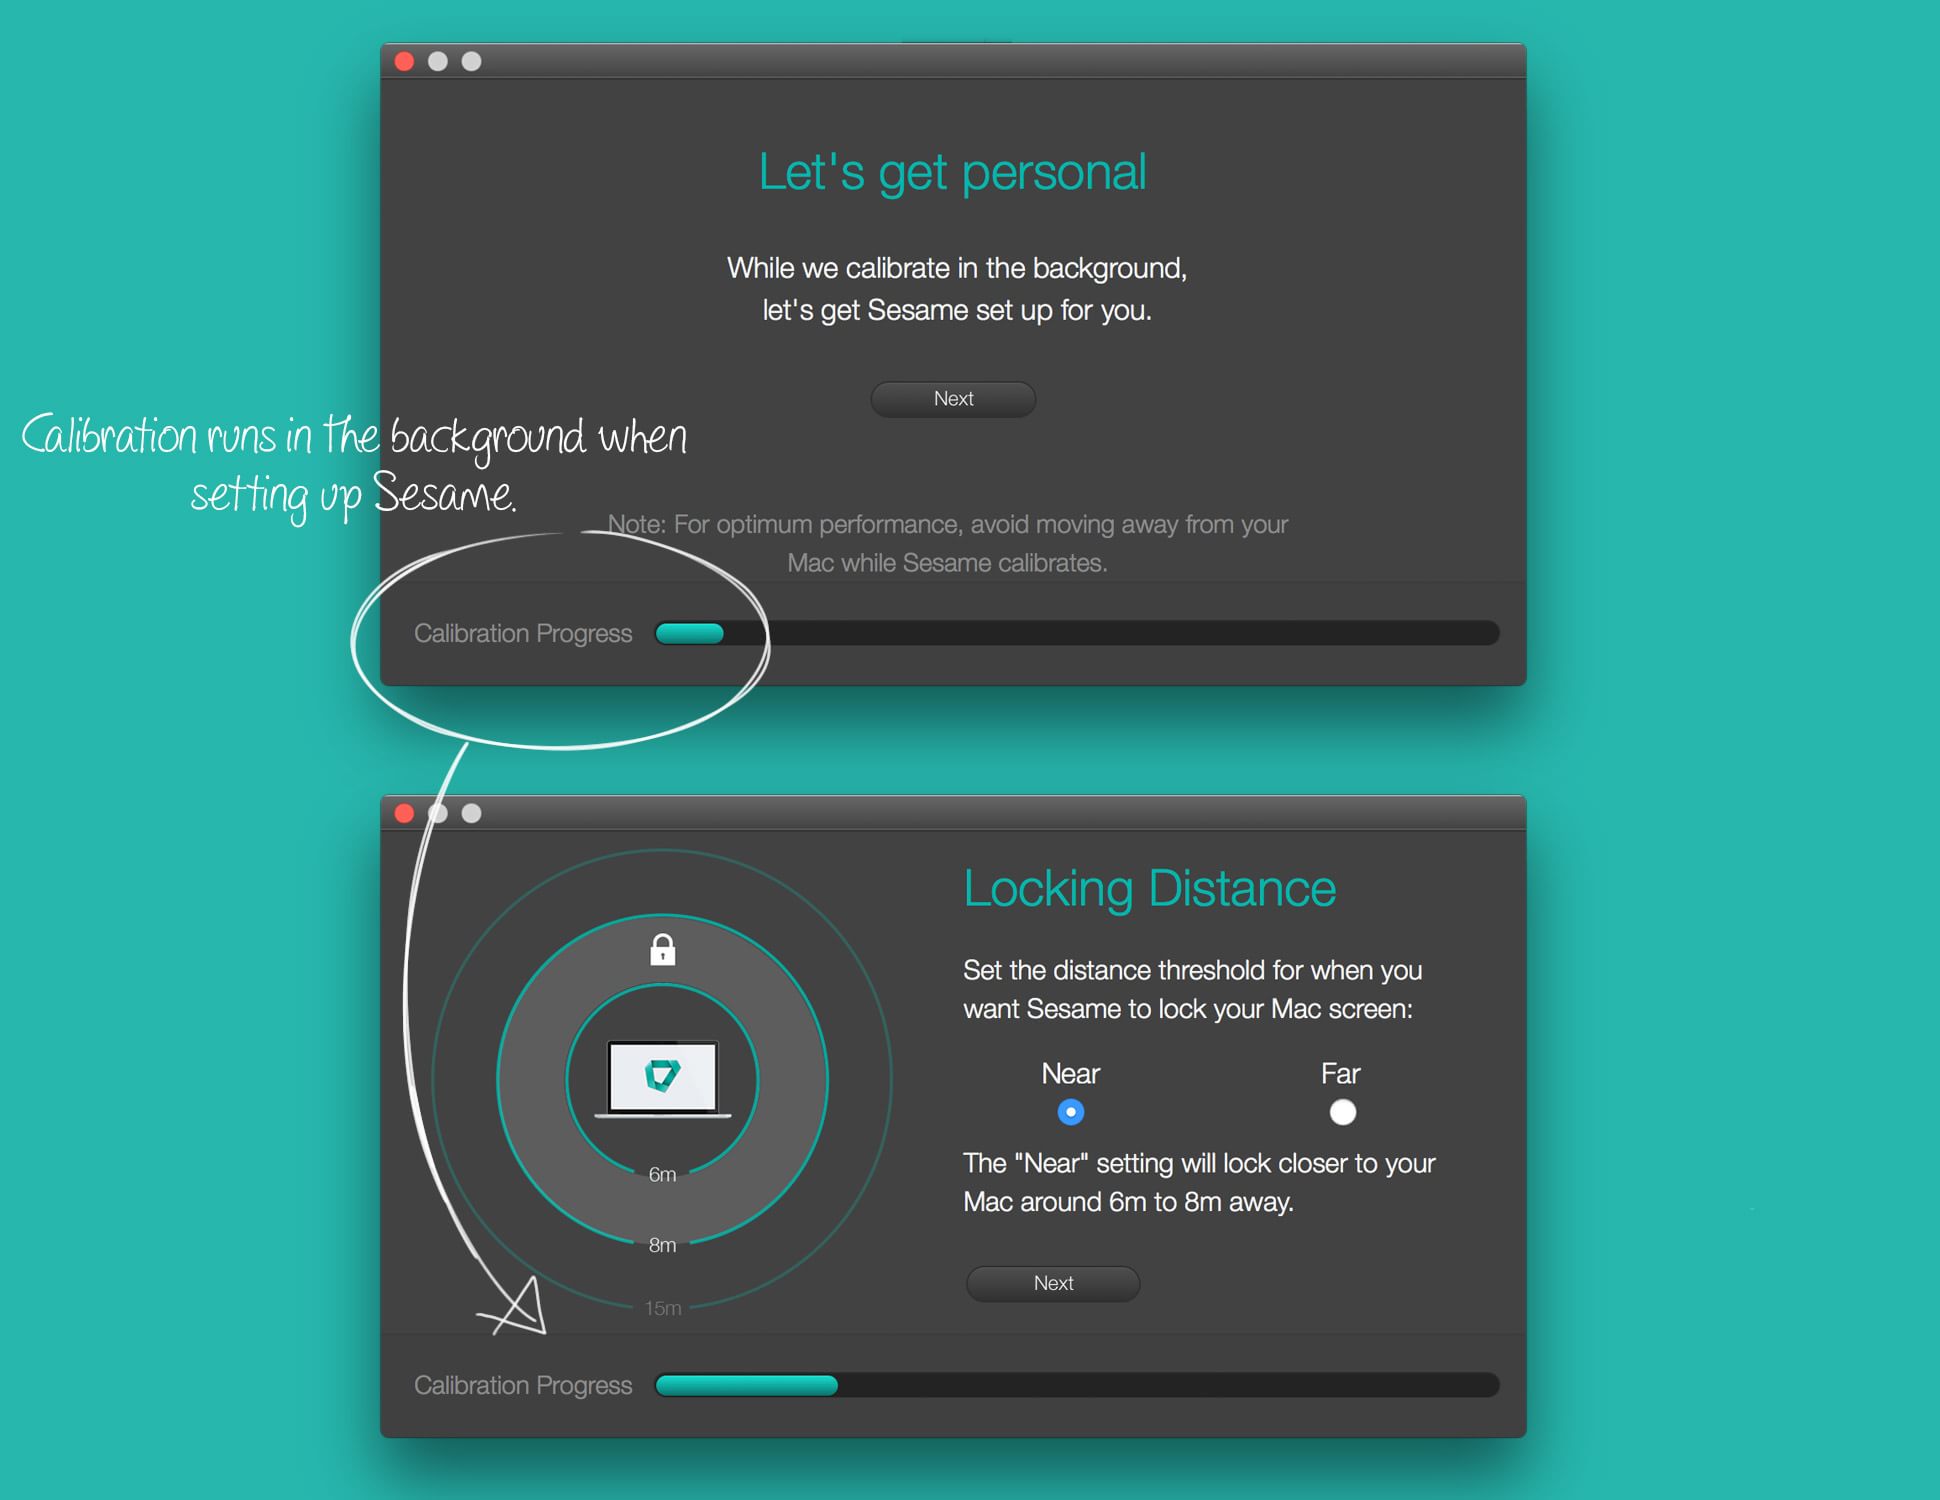 Let's get personal
While we calibrate in the background,
let's get Sesame set up for you.
Next
Calibration runs in the background when
setting up Sesame.
Note: For optimum performance, avoid moving away from your
Mac while Sesame calibrates.
Calibration Progress
Locking Distance
Set the distance threshold for when you
want Sesame to lock your Mac screen:
Near Far
The "Near" setting will lock closer to your
Mac around 6m to 8m away.
Next
6m
8m
15m
Calibration Progress